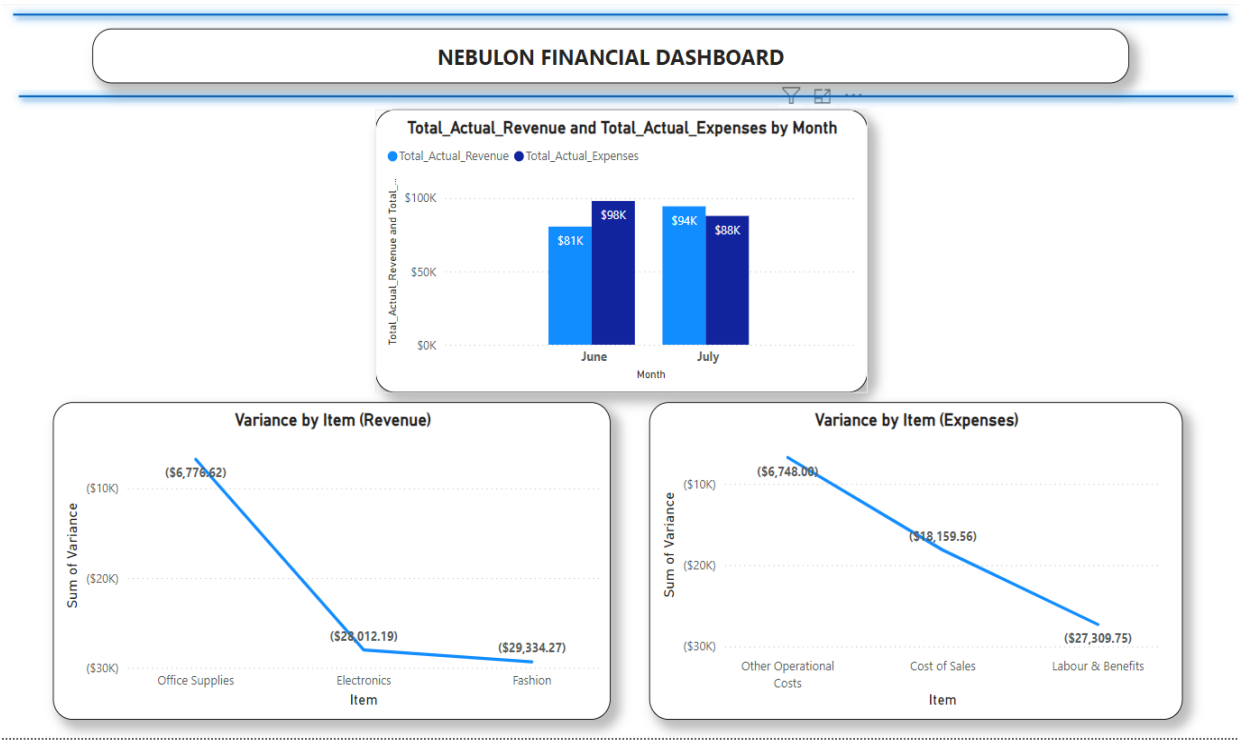 NEBULON FINANCIAL DASHBOARD
Total_Actual_Revenue and Total_Actual_Expenses by Month
Total_Actual_Revenue Total_Actual_Expenses
Total_Actual_Revenue and Total_...
$100K
$50K
$0K
$81K
$98K
$94K
$88K
June July
Month
Variance by Item (Revenue)
Sum of Variance
($10K)
($20K)
($30K)
($6,776.62)
($28,012.19)
($29,334.27)
Office Supplies Electronics Fashion
Item
Variance by Item (Expenses)
Sum of Variance
($10K)
($20K)
($30K)
($6,748.00)
($18,159.56)
($27,309.75)
Other Operational Cost of Sales Labour & Benefits
Costs
Item